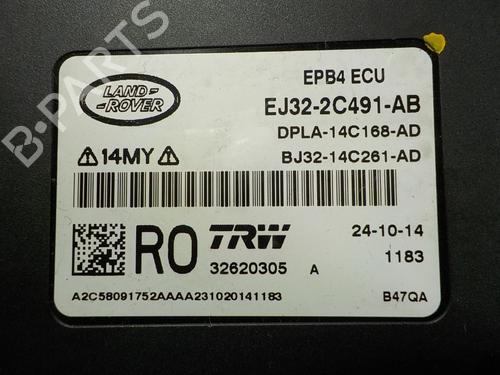 LAND-
-ROVER
EPB4 ECU
EJ32-2C491-AB
DPLA-14C168-AD
⚠14MY⚠
BJ32-14C261-AD
RO
TRW
32620305 A
24-10-14
1183
A2C58091752AAAA231020141183
B47QA
B-PARTS